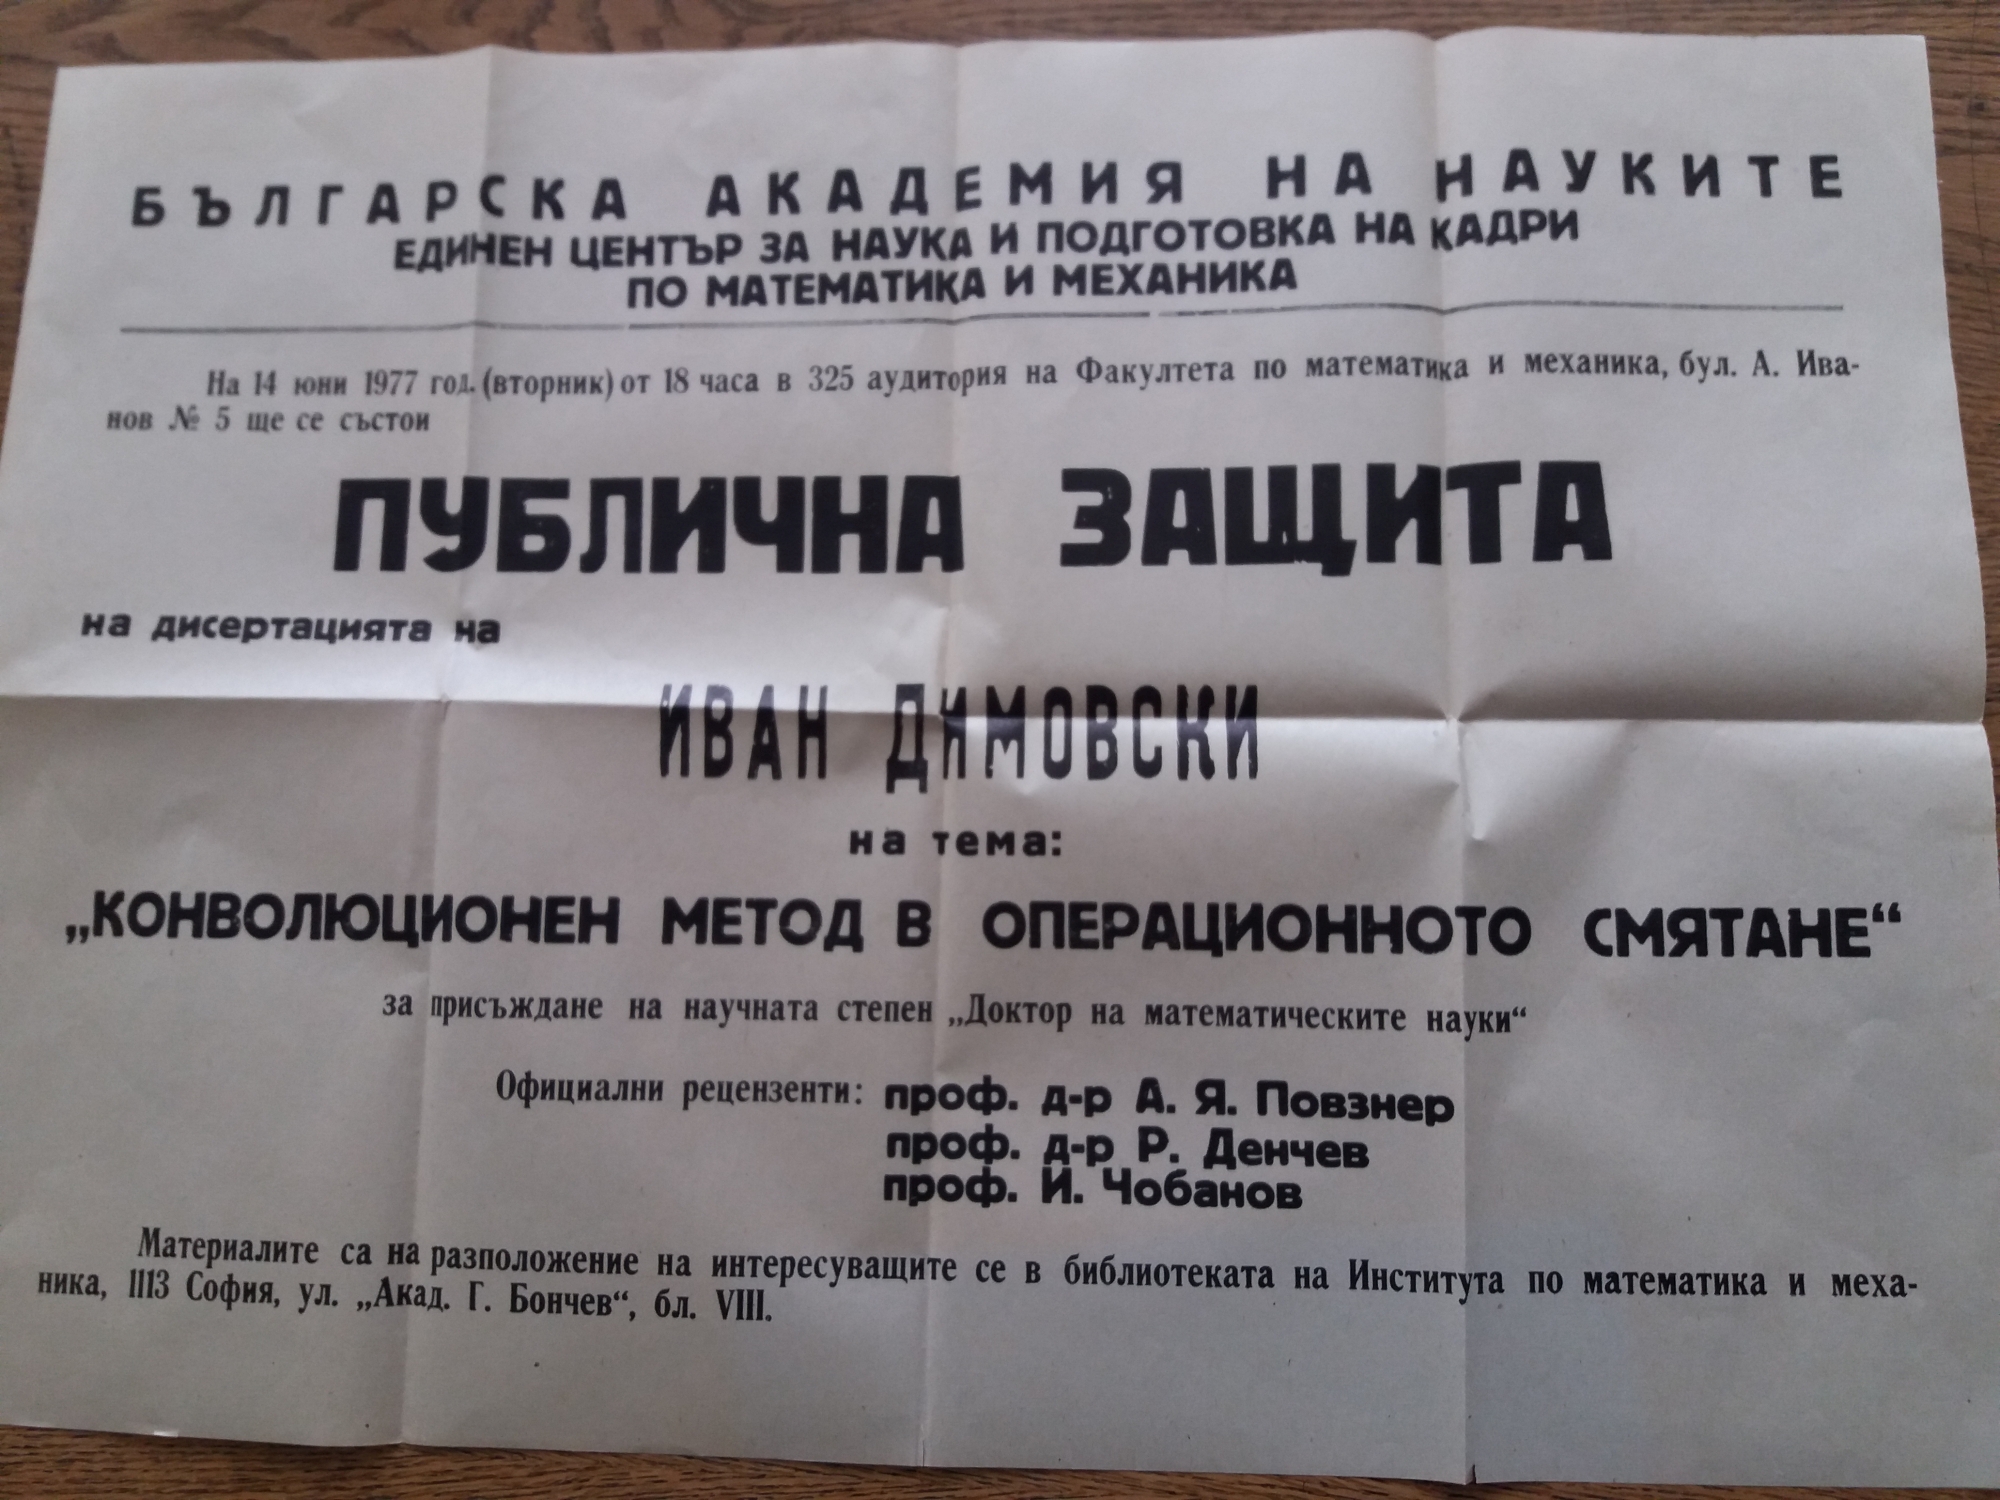 БЪЛГАРСКА АКАДЕМИЯ НА НАУКИТЕ
ЕДИНЕН ЦЕНТЪР ЗА НАУКА И ПОДГОТОВКА НА КАДРИ
ПО МАТЕМАТИКА И МЕХАНИКА
На 14 юни 1977 год. (вторник) от 18 часа в 325 аудитория на Факултета по математика и механика, бул. А. Ива-
нов № 5 ще се състои
ПУБЛИЧНА ЗАЩИТА
на дисертацията на
ИВАН ДИМОВСКИ
на тема:
„КОНВОЛЮЦИОНЕН МЕТОД В ОПЕРАЦИОННОТО СМЯТАНЕ“
за присъждане на научната степен „Доктор на математическите науки“
Официални рецензенти: проф. д-р А. Я. Повзнер
проф. д-р Р. Денчев
проф. И. Чобанов
Материалите са на разположение на интересуващите се в библиотеката на Института по математика и меха-
ника, 1113 София, ул. „Акад. Г. Бончев“, бл. VIII.